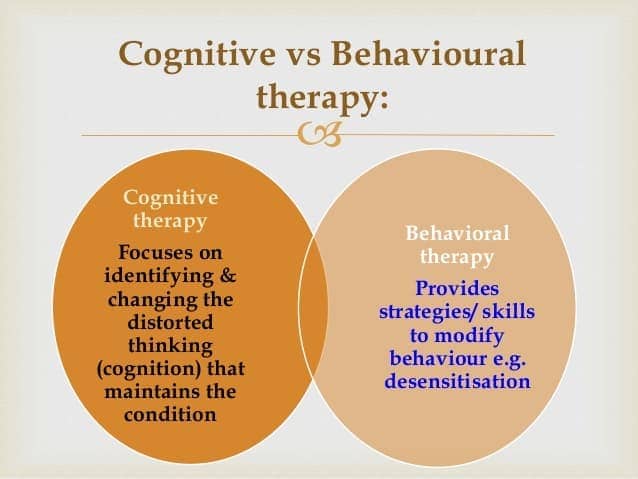 Cognitive vs Behavioural
therapy:
Cognitive
therapy
Focuses on
identifying &
changing the
distorted
thinking
(cognition) that
maintains the
condition
Behavioral
therapy
Provides
strategies/ skills
to modify
behaviour e.g.
desensitisation